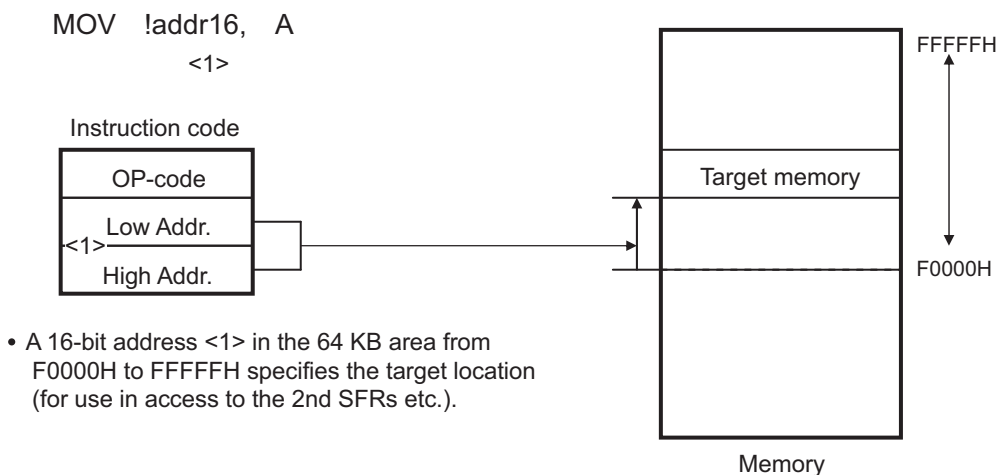 MOV !addr16, A
<1>
Instruction code
OP-code
Low Addr.
<1>
High Addr.
FFFFFH
Target memory
F0000H
Memory
• A 16-bit address <1> in the 64 KB area from
F0000H to FFFFFH specifies the target location
(for use in access to the 2nd SFRs etc.).